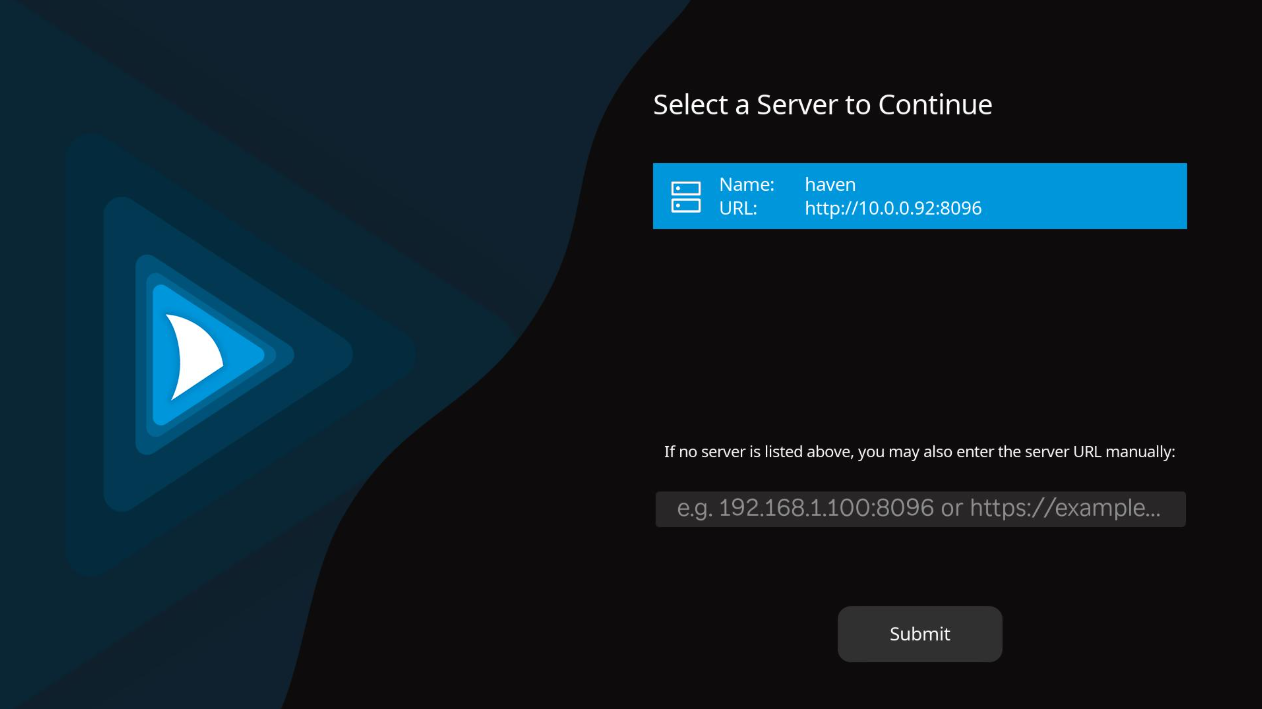 Select a Server to Continue
Name: haven
URL: http://10.0.0.92:8096
If no server is listed above, you may also enter the server URL manually:
e.g. 192.168.1.100:8096 or https://example...
Submit